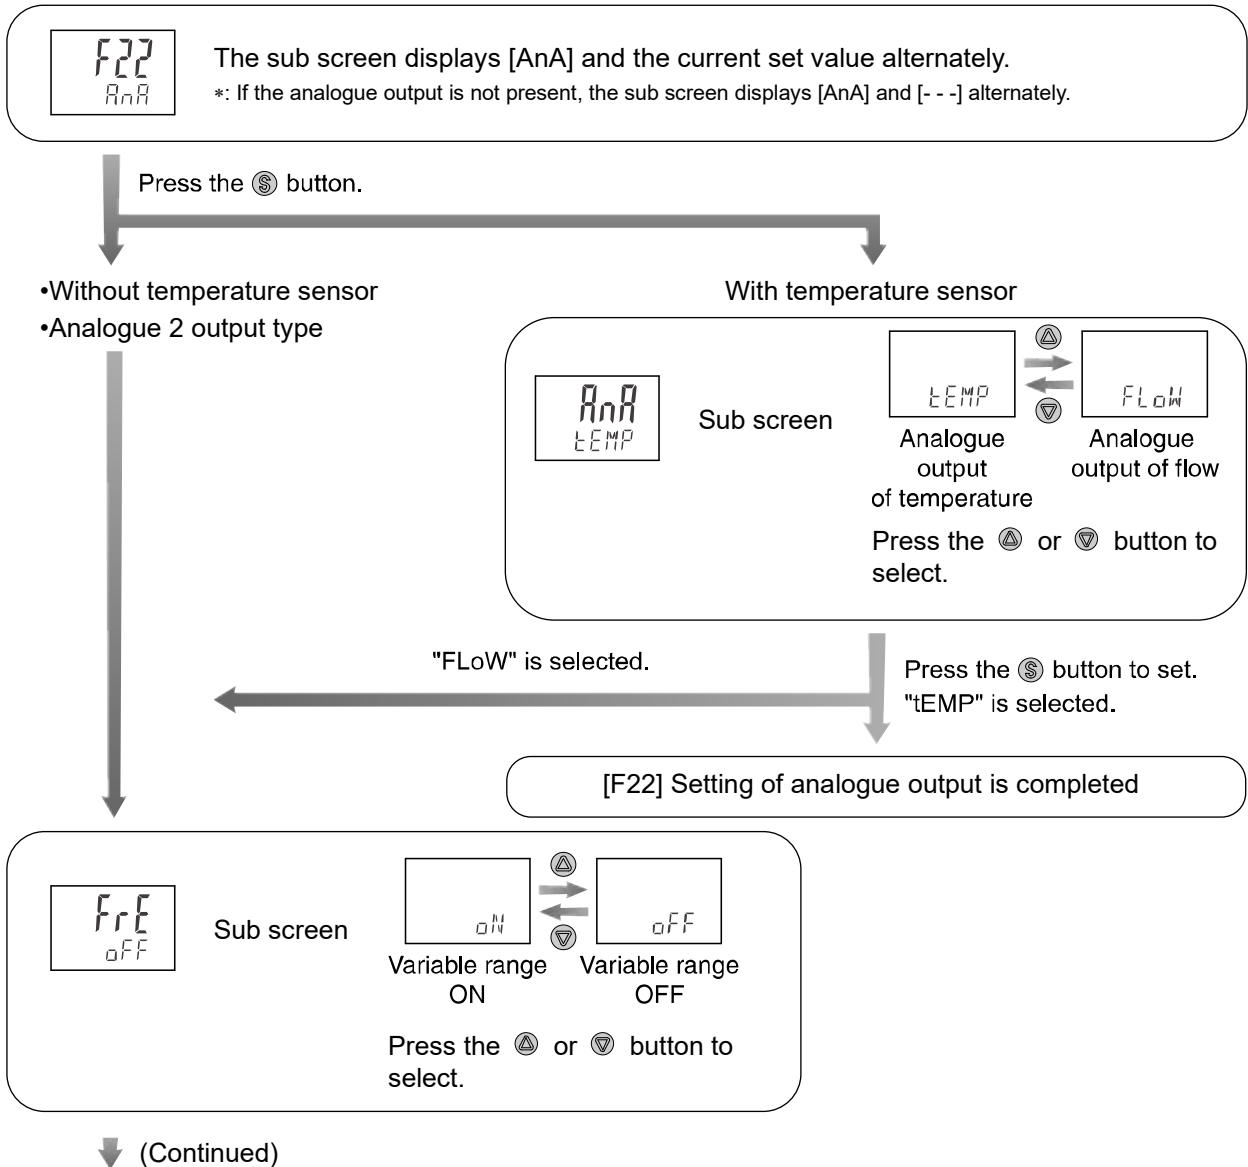 F22
AnA
The sub screen displays [AnA] and the current set value alternately.
*: If the analogue output is not present, the sub screen displays [AnA] and [- - -] alternately.
Press the Ⓢ button.
•Without temperature sensor
•Analogue 2 output type
With temperature sensor
AnA
tEMP
Sub screen
tEMP
FLoW
Analogue
output
of temperature
Analogue
output of flow
Press the △ or ▽ button to
select.
"FLoW" is selected.
Press the Ⓢ button to set.
"tEMP" is selected.
[F22] Setting of analogue output is completed
FrE
oFF
Sub screen
oN
oFF
Variable range
ON
Variable range
OFF
Press the △ or ▽ button to
select.
(Continued)